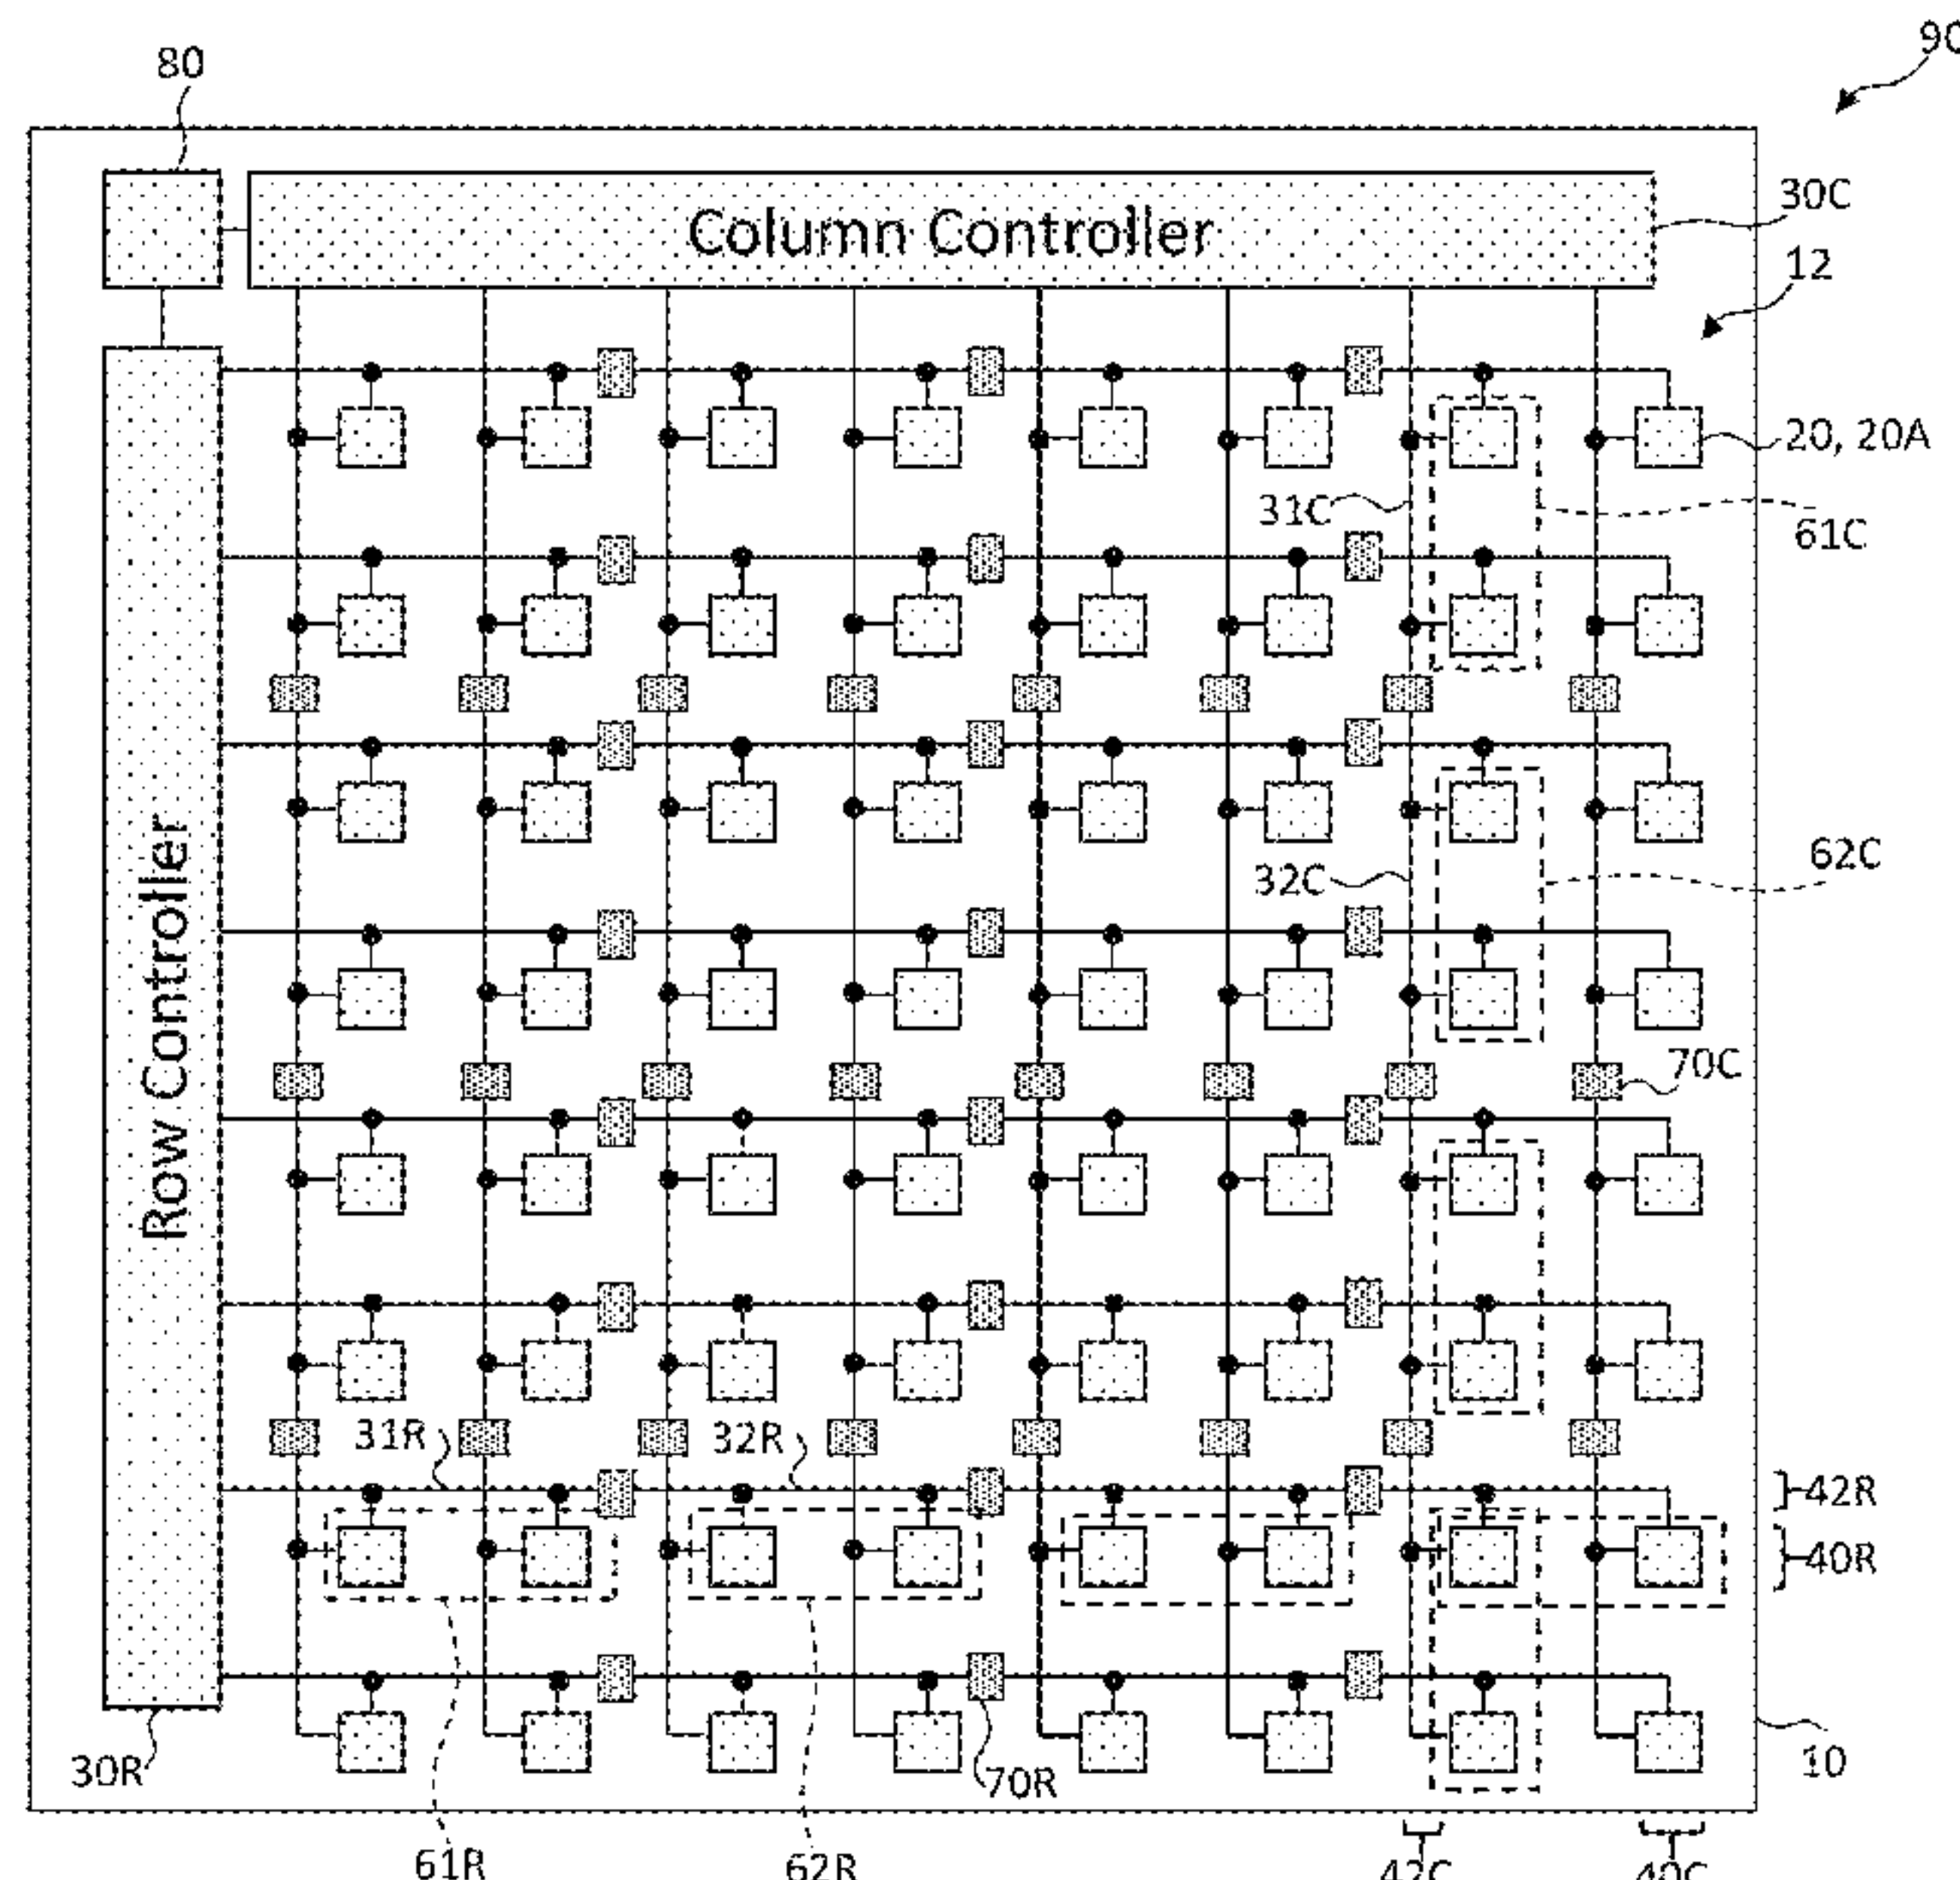 90
80
Column Controller
30C
12
20, 20A
31C
61C
Row Controller
32C
62C
70C
31R
32R
42R
40R
30R
70R
10
61R
62R
42C
40C